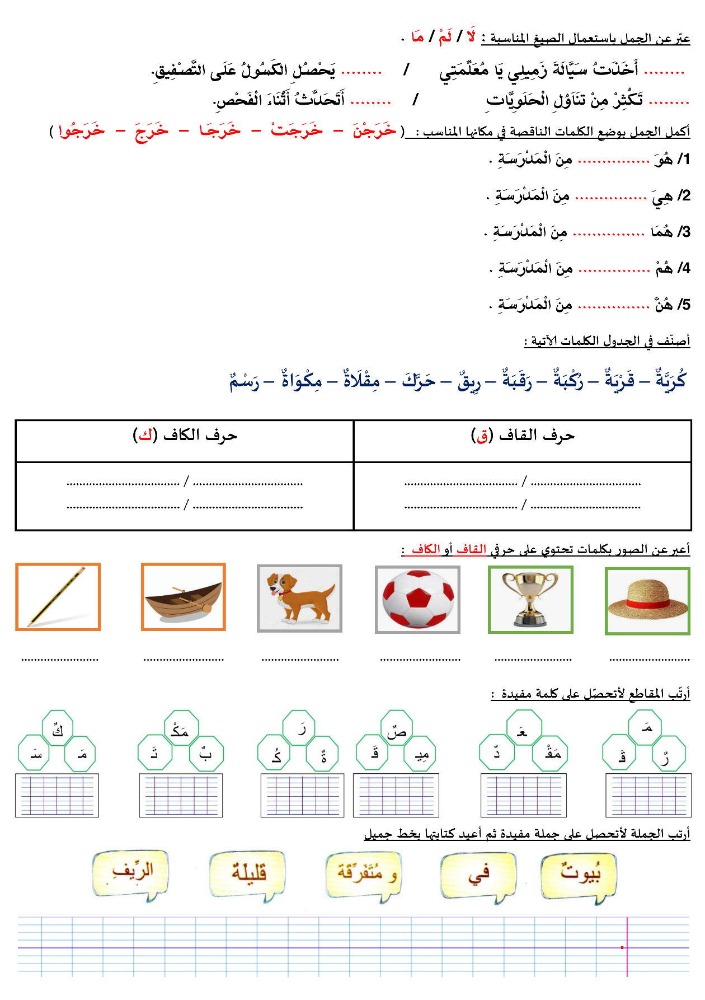 عبّر عن الجمل باستعمال الصيغ المناسبة : لَا / لَمْ / مَا .
........ أَخَذَتْ سَيَّالَةَ زَمِيلِي يَا مُعَلِّمَتِي / ........ يَحْصُلِ الكَسُولُ عَلَى التَّصْفِيقِ.
........ تَكْثِرْ مِنْ تَنَاوُلِ الْحَلَوِيَّاتِ / ........ أَتَحَدَّثُ أَثْنَاءَ الْفَحْصِ.
أكمل الجمل بوضع الكلمات الناقصة في مكانها المناسب : ( خَرَجْنَ – خَرَجَتْ – خَرَجَا – خَرَجَ – خَرَجُوا )
1/ هُوَ ............... مِنَ الْمَدْرَسَةِ .
2/ هِيَ ............... مِنَ الْمَدْرَسَةِ .
3/ هُمَا ............... مِنَ الْمَدْرَسَةِ .
4/ هُمْ ............... مِنَ الْمَدْرَسَةِ .
5/ هُنَّ ............... مِنَ الْمَدْرَسَةِ .
أصنّف في الجدول الكلمات الآتية :
كُرَيَّةٌ – قَرْيَةٌ – رُكْبَةٌ – رَقَبَةٌ – رِيقٌ – حَرَّكَ – مِقْلَاةٌ – مِكْوَاةٌ – رَسْمٌ
حرف القاف (ق) حرف الكاف (ك)
................................... / ................................... ................................... / ...................................
................................... / ................................... ................................... / ...................................
أعبر عن الصور بكلمات تحتوي على حرفي القاف أو الكاف :
......................... ........................ ......................... ........................ ......................... ........................
أرتّب المقاطع لأتحصّل على كلمة مفيدة :
مَـ عَـ صٌ رَ مَكْـ كٌ
قَـ رٌ دٌ مَقْـ قَـ مِيـ كُـ ةٌ تَـ بٌ سَـ مَـ
أرتب الجملة لأتحصل على جملة مفيدة ثم أعيد كتابتها بخط جميل
بُيوتٌ في و مُتَفَرِّقَة قَليلَةٌ الرِّيفِ